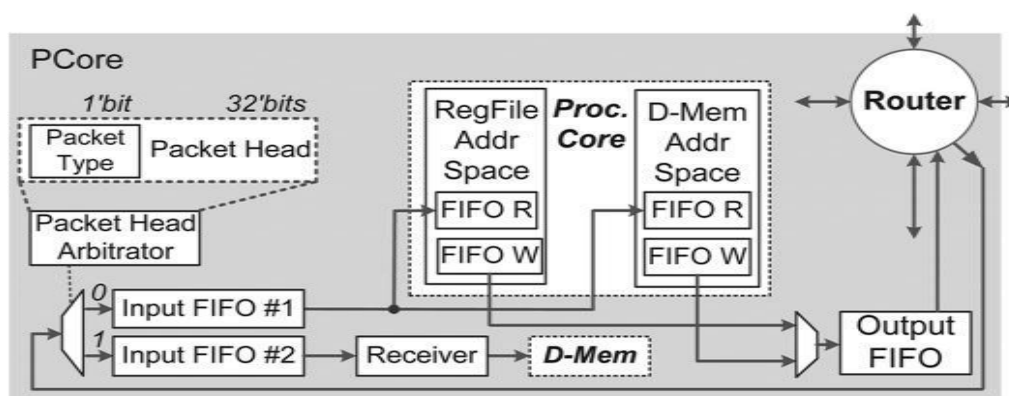 PCore
1'bit
32'bits
Packet
Type
Packet Head
Packet Head
Arbitrator
0
1
Input FIFO #1
Input FIFO #2
Receiver
D-Mem
RegFile
Addr
Space
FIFO R
FIFO W
Proc.
Core
D-Mem
Addr
Space
FIFO R
FIFO W
Router
Output
FIFO